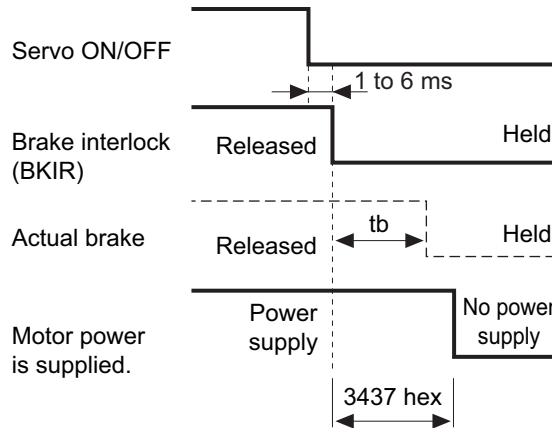 Servo ON/OFF
1 to 6 ms
Brake interlock
(BKIR)
Released
Held
Actual brake
Released
tb
Held
Motor power
is supplied.
Power
supply
No power
supply
3437 hex